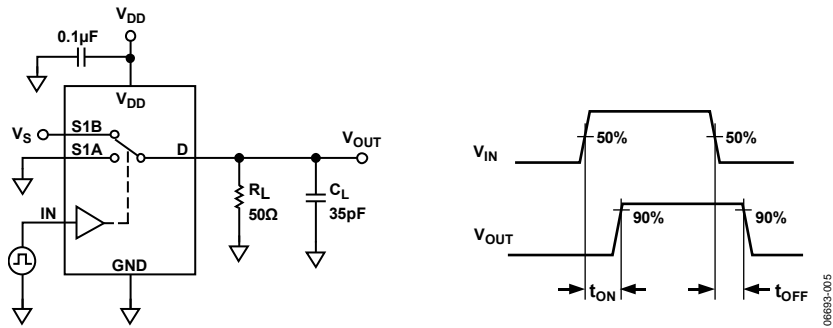 VDD
0.1µF
VDD
VS
S1B
S1A
D
VOUT
RL
50Ω
CL
35pF
IN
GND
VIN
50%
50%
VOUT
90%
90%
tON
tOFF
06693-005